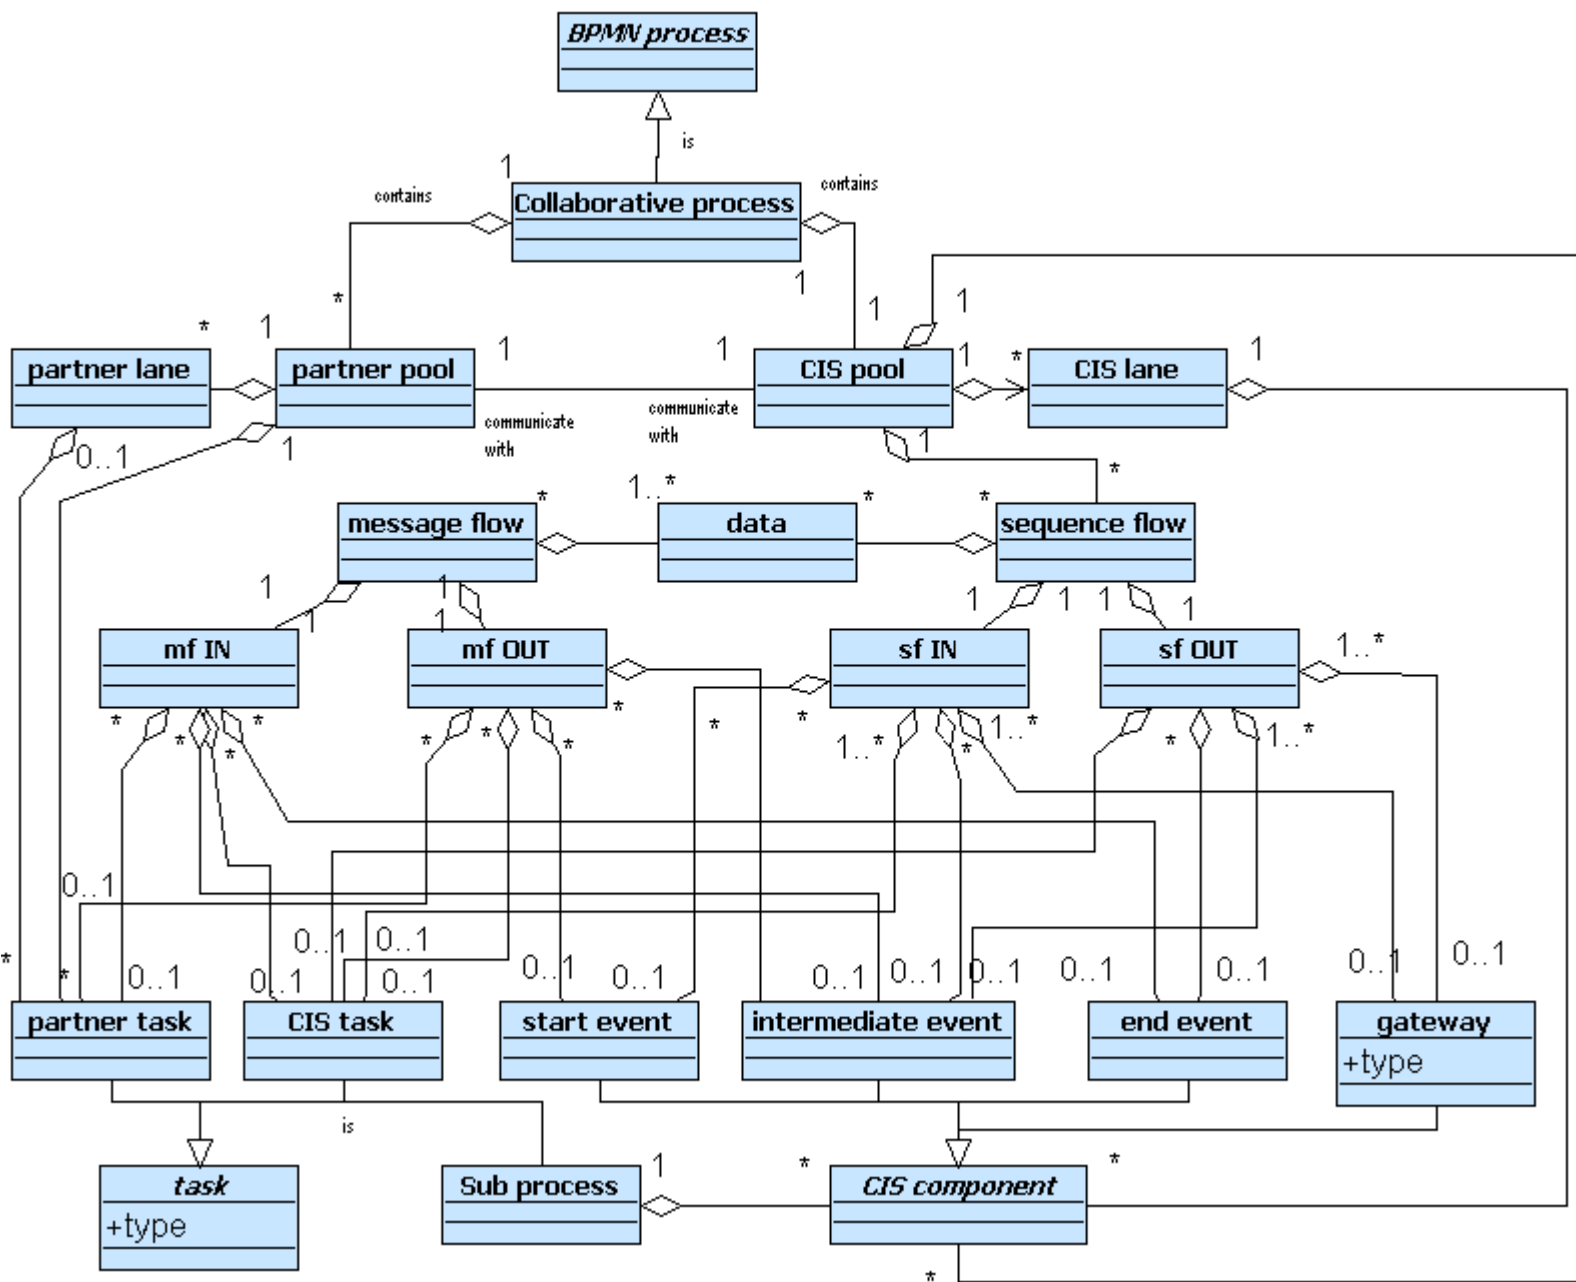 BPMN process
is
1
Collaborative process
contains
contains
1
*
1
*
1
1
1
1
1
*
1
partner lane
partner pool
CIS pool
CIS lane
communicate
with
communicate
with
0..1
1
1
*
*
1..*
*
*
message flow
data
sequence flow
1
1
1
1
1
1
1
1
mf IN
mf OUT
sf IN
sf OUT
1..*
*
*
*
*
*
*
*
*
*
*
1..*
*
1..*
*
1..*
0..1
0..1
0..1
0..1
*
*
0..1
0..1
0..1
0..1
0..1
0..1
0..1
0..1
0..1
0..1
0..1
partner task
CIS task
start event
intermediate event
end event
gateway
+type
is
1
*
*
task
+type
Sub process
CIS component
*